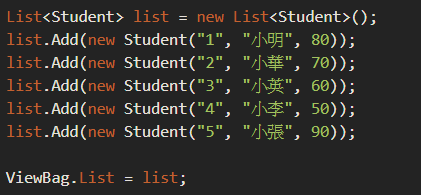 List<Student> list = new List<Student>();
list.Add(new Student("1", "小明", 80));
list.Add(new Student("2", "小華", 70));
list.Add(new Student("3", "小英", 60));
list.Add(new Student("4", "小李", 50));
list.Add(new Student("5", "小張", 90));
ViewBag.List = list;